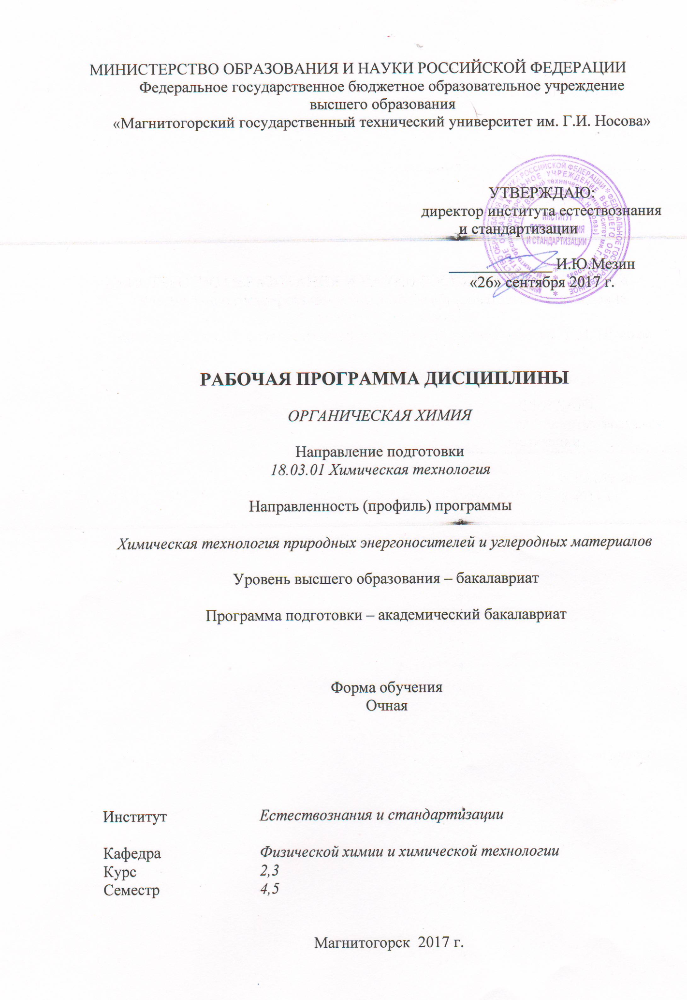 МИНИСТЕРСТВО ОБРАЗОВАНИЯ И НАУКИ РОССИЙСКОЙ ФЕДЕРАЦИИ
Федеральное государственное бюджетное образовательное учреждение
высшего образования
«Магнитогорский государственный технический университет им. Г.И. Носова»
УТВЕРЖДАЮ:
директор института естествознания
и стандартизации
ИНСТИТУТ
ЕСТЕСТВОЗНАНИЯ
И СТАНДАРТИЗАЦИИ
И.Ю.Мезин
«26» сентября 2017 г.
РАБОЧАЯ ПРОГРАММА ДИСЦИПЛИНЫ
ОРГАНИЧЕСКАЯ ХИМИЯ
Направление подготовки
18.03.01 Химическая технология
Направленность (профиль) программы
Химическая технология природных энергоносителей и углеродных материалов
Уровень высшего образования – бакалавриат
Программа подготовки – академический бакалавриат
Форма обучения
Очная
Институт Естествознания и стандартизации
Кафедра Физической химии и химической технологии
Курс 2,3
Семестр 4,5
Магнитогорск 2017 г.